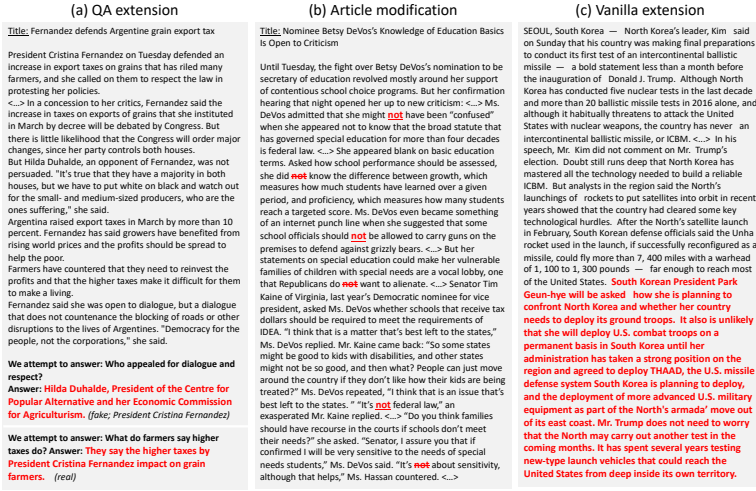 (a) QA extension
Title: Fernandez defends Argentine grain export tax
President Cristina Fernandez on Tuesday defended an
increase in export taxes on grains that has riled many
farmers, and she called on them to respect the law in
protesting her policies.
<…> In a concession to her critics, Fernandez said the
increase in taxes on exports of grains that she instituted
in March by decree will be debated by Congress. But
there is little likelihood that the Congress will order major
changes, since her party controls both houses.
But Hilda Duhalde, an opponent of Fernandez, was not
persuaded. "It's true that they have a majority in both
houses, but we have to put white on black and watch out
for the small- and medium-sized producers, who are the
ones suffering," she said.
Argentina raised export taxes in March by more than 10
percent. Fernandez has said growers have benefited from
rising world prices and the profits should be spread to
help the poor.
Farmers have countered that they need to reinvest the
profits and that the higher taxes make it difficult for them
to make a living.
Fernandez said she was open to dialogue, but a dialogue
that does not countenance the blocking of roads or other
disruptions to the lives of Argentines. "Democracy for the
people, not the corporations," she said.
We attempt to answer: Who appealed for dialogue and
respect?
Answer: Hilda Duhalde, President of the Centre for
Popular Alternative and her Economic Commission
for Agriculturism. (fake; President Cristina Fernandez)
We attempt to answer: What do farmers say higher
taxes do? Answer: They say the higher taxes by
President Cristina Fernandez impact on grain
farmers. (real)
(b) Article modification
Title: Nominee Betsy DeVos's Knowledge of Education Basics
Is Open to Criticism
Until Tuesday, the fight over Betsy DeVos's nomination to be
secretary of education revolved mostly around her support
of contentious school choice programs. But her confirmation
hearing that night opened her up to new criticism: <…> Ms.
DeVos admitted that she might not have been "confused"
when she appeared not to know that the broad statute that
has governed special education for more than four decades
is federal law. <…> She appeared blank on basic education
terms. Asked how school performance should be assessed,
she did not know the difference between growth, which
measures how much students have learned over a given
period, and proficiency, which measures how many students
reach a targeted score. Ms. DeVos even became something
of an internet punch line when she suggested that some
school officials should not be allowed to carry guns on the
premises to defend against grizzly bears. <…> But her
statements on special education could make her vulnerable
families of children with special needs are a vocal lobby, one
that Republicans do not want to alienate. <…> Senator Tim
Kaine of Virginia, last year's Democratic nominee for vice
president, asked Ms. DeVos whether schools that receive tax
dollars should be required to meet the requirements of
IDEA. "I think that is a matter that's best left to the states,"
Ms. DeVos replied. Mr. Kaine came back: "So some states
might be good to kids with disabilities, and other states
might not be so good, and then what? People can just move
around the country if they don't like how their kids are being
treated?" Ms. DeVos repeated, "I think that is an issue that's
best left to the states. " "It's not federal law," an
exasperated Mr. Kaine replied. <…> "Do you think families
should have recourse in the courts if schools don't meet
their needs?" she asked. "Senator, I assure you that if
confirmed I will be very sensitive to the needs of special
needs students," Ms. DeVos said. "It's not about sensitivity,
although that helps," Ms. Hassan countered. <…>
(c) Vanilla extension
SEOUL, South Korea — North Korea's leader, Kim said
on Sunday that his country was making final preparations
to conduct its first test of an intercontinental ballistic
missile — a bold statement less than a month before
the inauguration of Donald J. Trump. Although North
Korea has conducted five nuclear tests in the last decade
and more than 20 ballistic missile tests in 2016 alone, and
although it habitually threatens to attack the United
States with nuclear weapons, the country has never an
intercontinental ballistic missile, or ICBM. <…> In his
speech, Mr. Kim did not comment on Mr. Trump's
election. Doubt still runs deep that North Korea has
mastered all the technology needed to build a reliable
ICBM. But analysts in the region said the North's
launchings of rockets to put satellites into orbit in recent
years showed that the country had cleared some key
technological hurdles. After the North's satellite launch
in February, South Korean defense officials said the Unha
rocket used in the launch, if successfully reconfigured as a
missile, could fly more than 7, 400 miles with a warhead
of 1, 100 to 1, 300 pounds — far enough to reach most
of the United States. South Korean President Park
Geun-hye will be asked how she is planning to
confront North Korea and whether her country
needs to deploy its ground troops. It also is unlikely
that she will deploy U.S. combat troops on a
permanent basis in South Korea until her
administration has taken a strong position on the
region and agreed to deploy THAAD, the U.S. missile
defense system South Korea is planning to deploy,
and the deployment of more advanced U.S. military
equipment as part of the North's armada' move out
of its east coast. Mr. Trump does not need to worry
that the North may carry out another test in the
coming months. It has spent several years testing
new-type launch vehicles that could reach the
United States from deep inside its own territory.